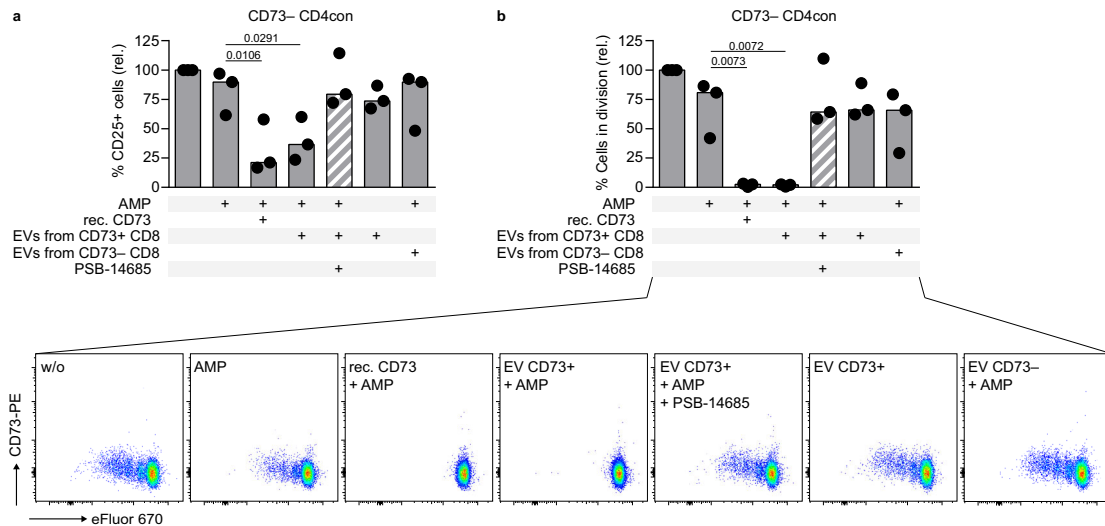 a
CD73– CD4con
% CD25+ cells (rel.)
125
100
75
50
25
0
0.0291
0.0106
AMP + + + + +
rec. CD73 +
EVs from CD73+ CD8 + + +
EVs from CD73– CD8 +
PSB-14685 +
b
CD73– CD4con
% Cells in division (rel.)
125
100
75
50
25
0
0.0072
0.0073
AMP + + + + +
rec. CD73 +
EVs from CD73+ CD8 + + +
EVs from CD73– CD8 +
PSB-14685 +
w/o
AMP
rec. CD73
+ AMP
EV CD73+
+ AMP
EV CD73+
+ AMP
+ PSB-14685
EV CD73+
EV CD73–
+ AMP
CD73-PE
eFluor 670